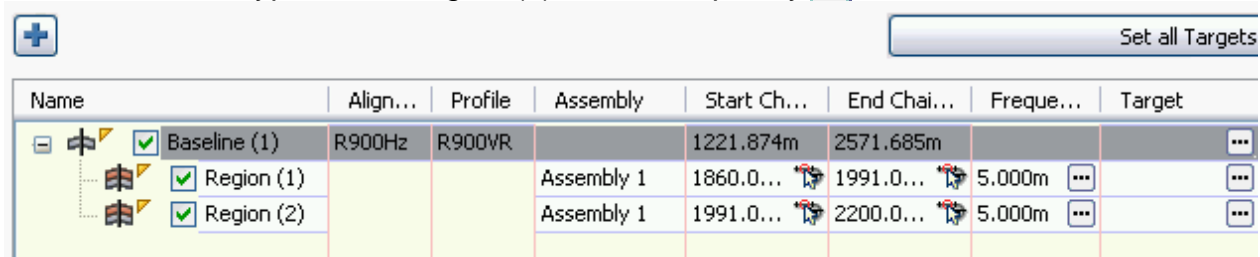 Set all Targets
Name Align... Profile Assembly Start Ch... End Chai... Freque... Target
Baseline (1) R900Hz R900VR 1221.874m 2571.685m ...
Region (1) Assembly 1 1860.0... 1991.0... 5.000m ... ...
Region (2) Assembly 1 1991.0... 2200.0... 5.000m ... ...